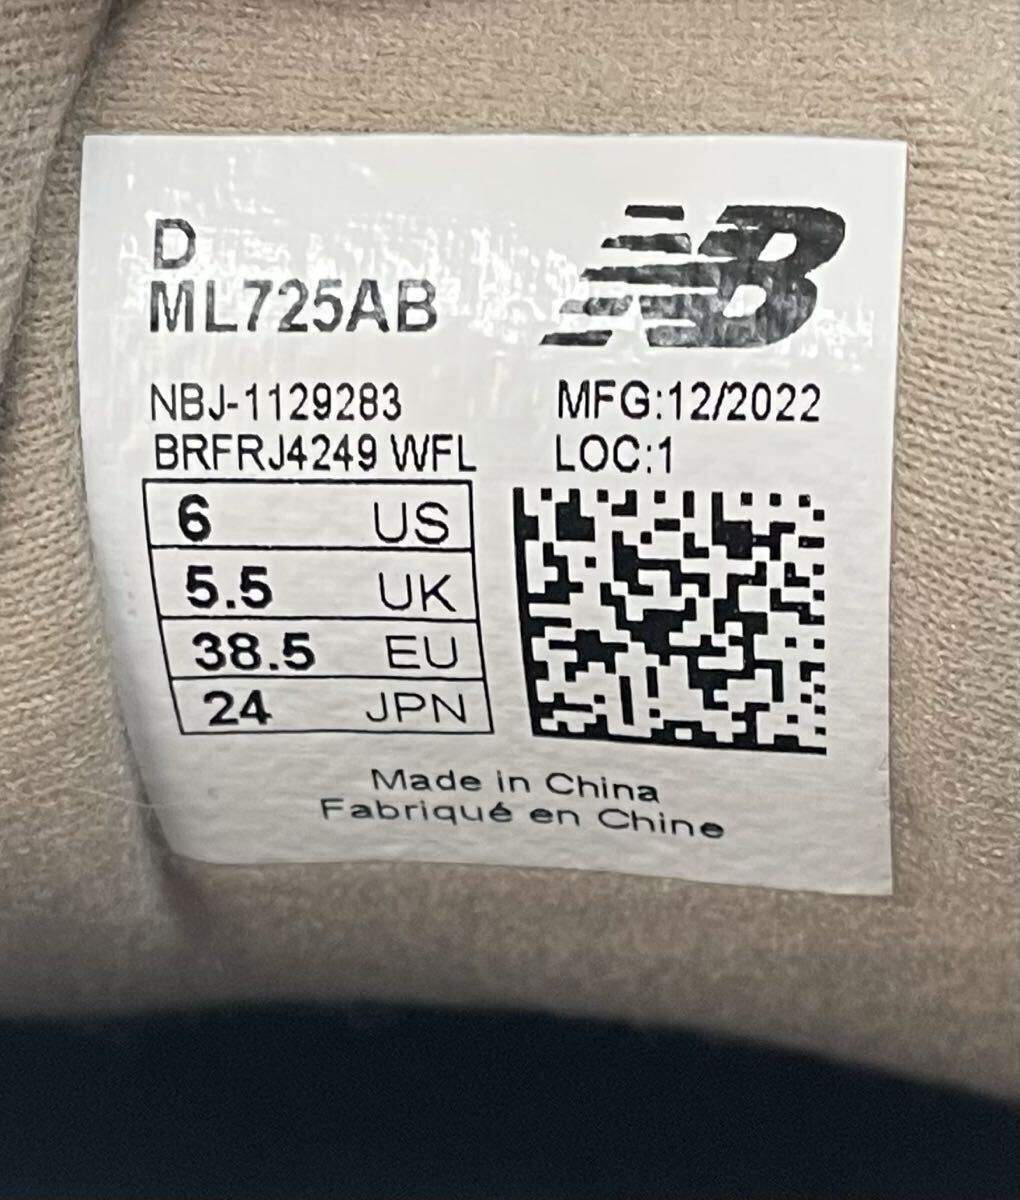 D
ML725AB
NB
NBJ-1129283
MFG:12/2022
BRFRJ4249 WFL
LOC:1
6 US
5.5 UK
38.5 EU
24 JPN
Made in China
Fabriqué en Chine